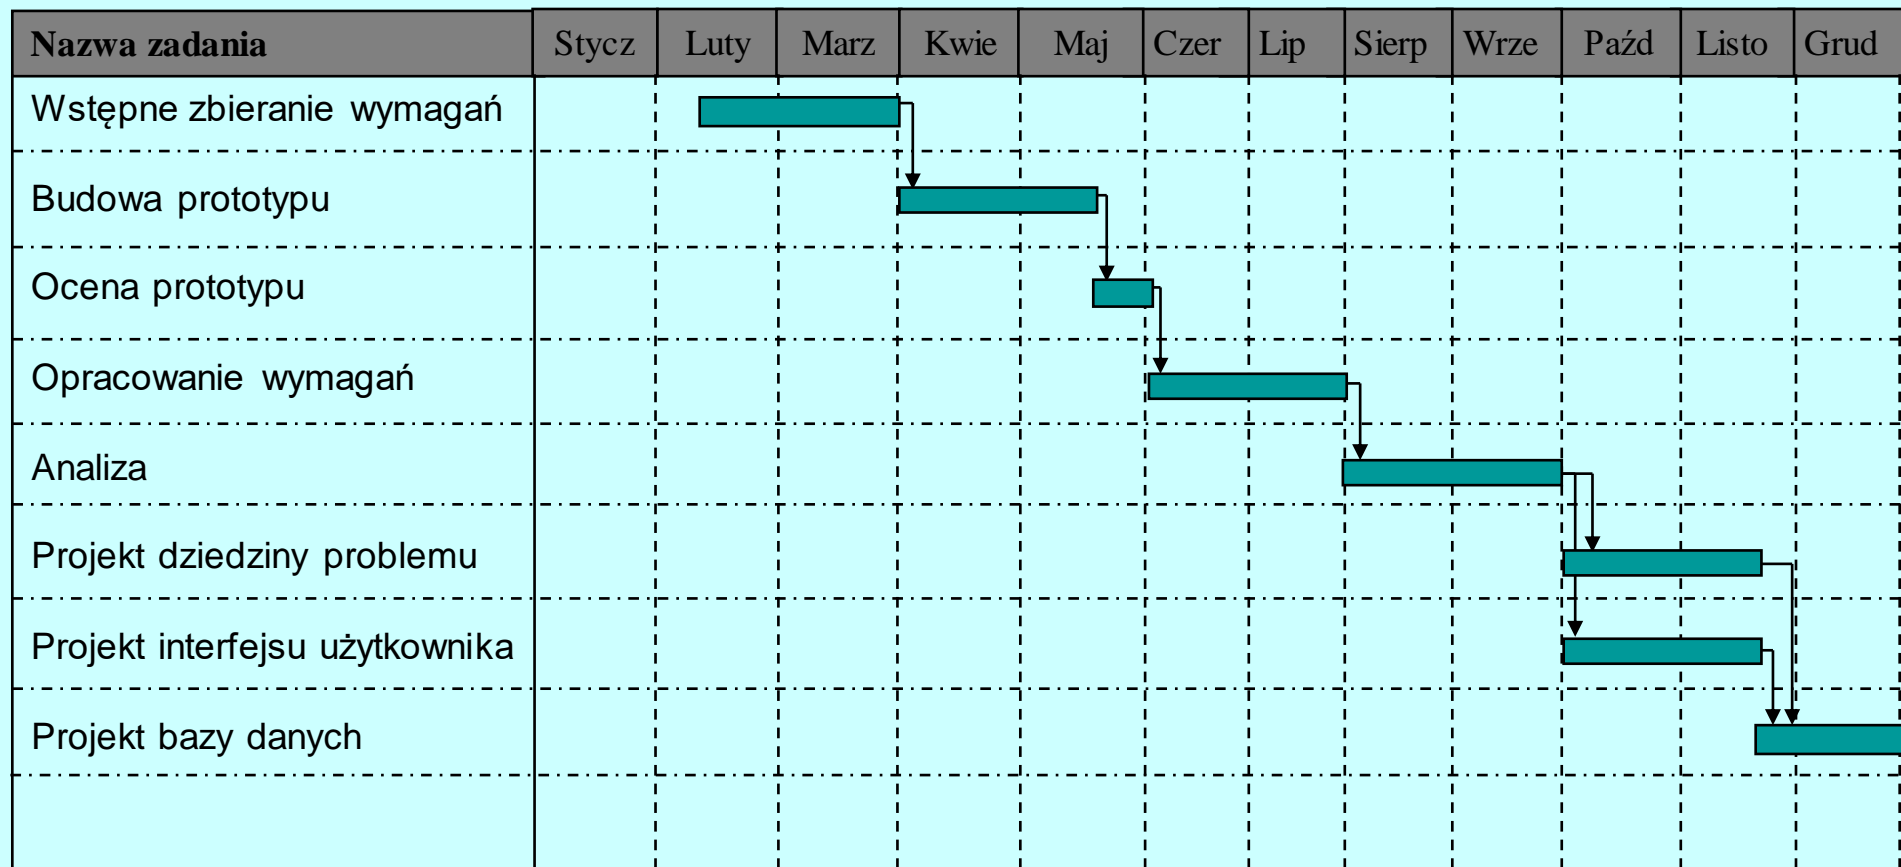 Nazwa zadania Stycz Luty Marz Kwie Maj Czer Lip Sierp Wrze Paźd Listo Grud
Wstępne zbieranie wymagań
Budowa prototypu
Ocena prototypu
Opracowanie wymagań
Analiza
Projekt dziedziny problemu
Projekt interfejsu użytkownika
Projekt bazy danych